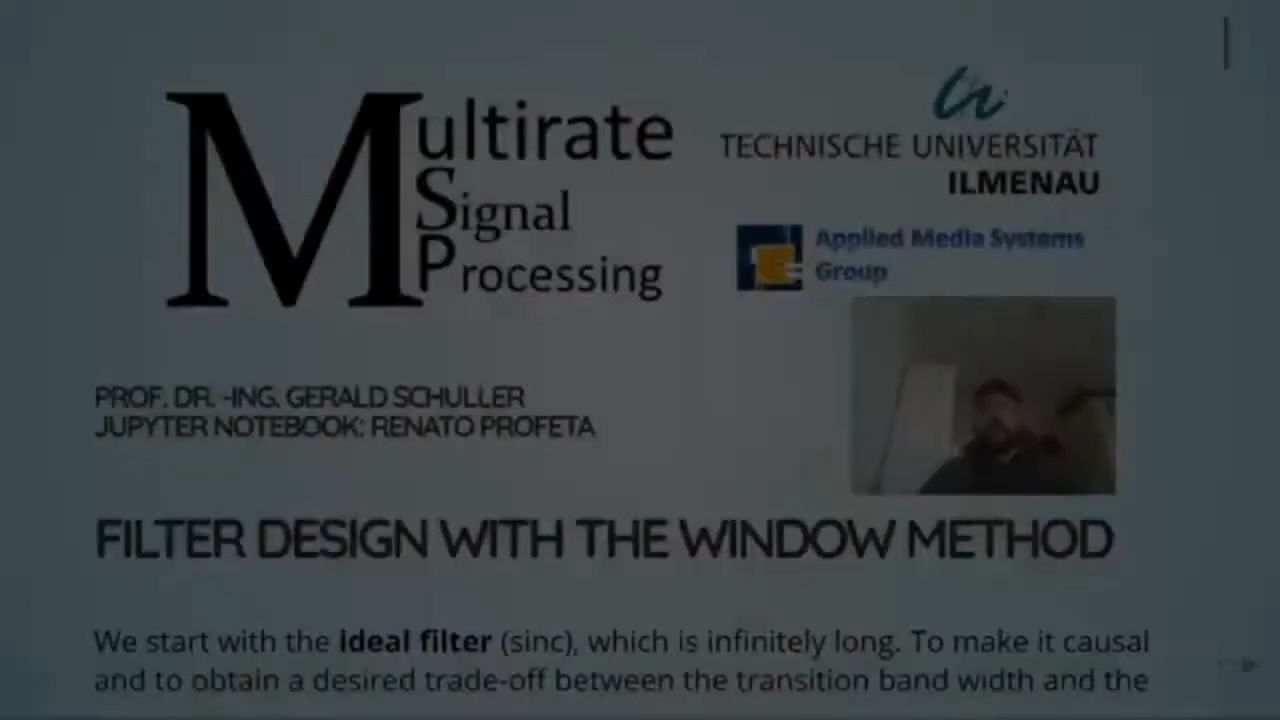 Multirate
Signal
Processing
TECHNISCHE UNIVERSITÄT
ILMENAU
Applied Media Systems
Group
PROF. DR. -ING. GERALD SCHULLER
JUPYTER NOTEBOOK: RENATO PROFETA
FILTER DESIGN WITH THE WINDOW METHOD
We start with the ideal filter (sinc), which is infinitely long. To make it causal
and to obtain a desired trade-off between the transition band width and the